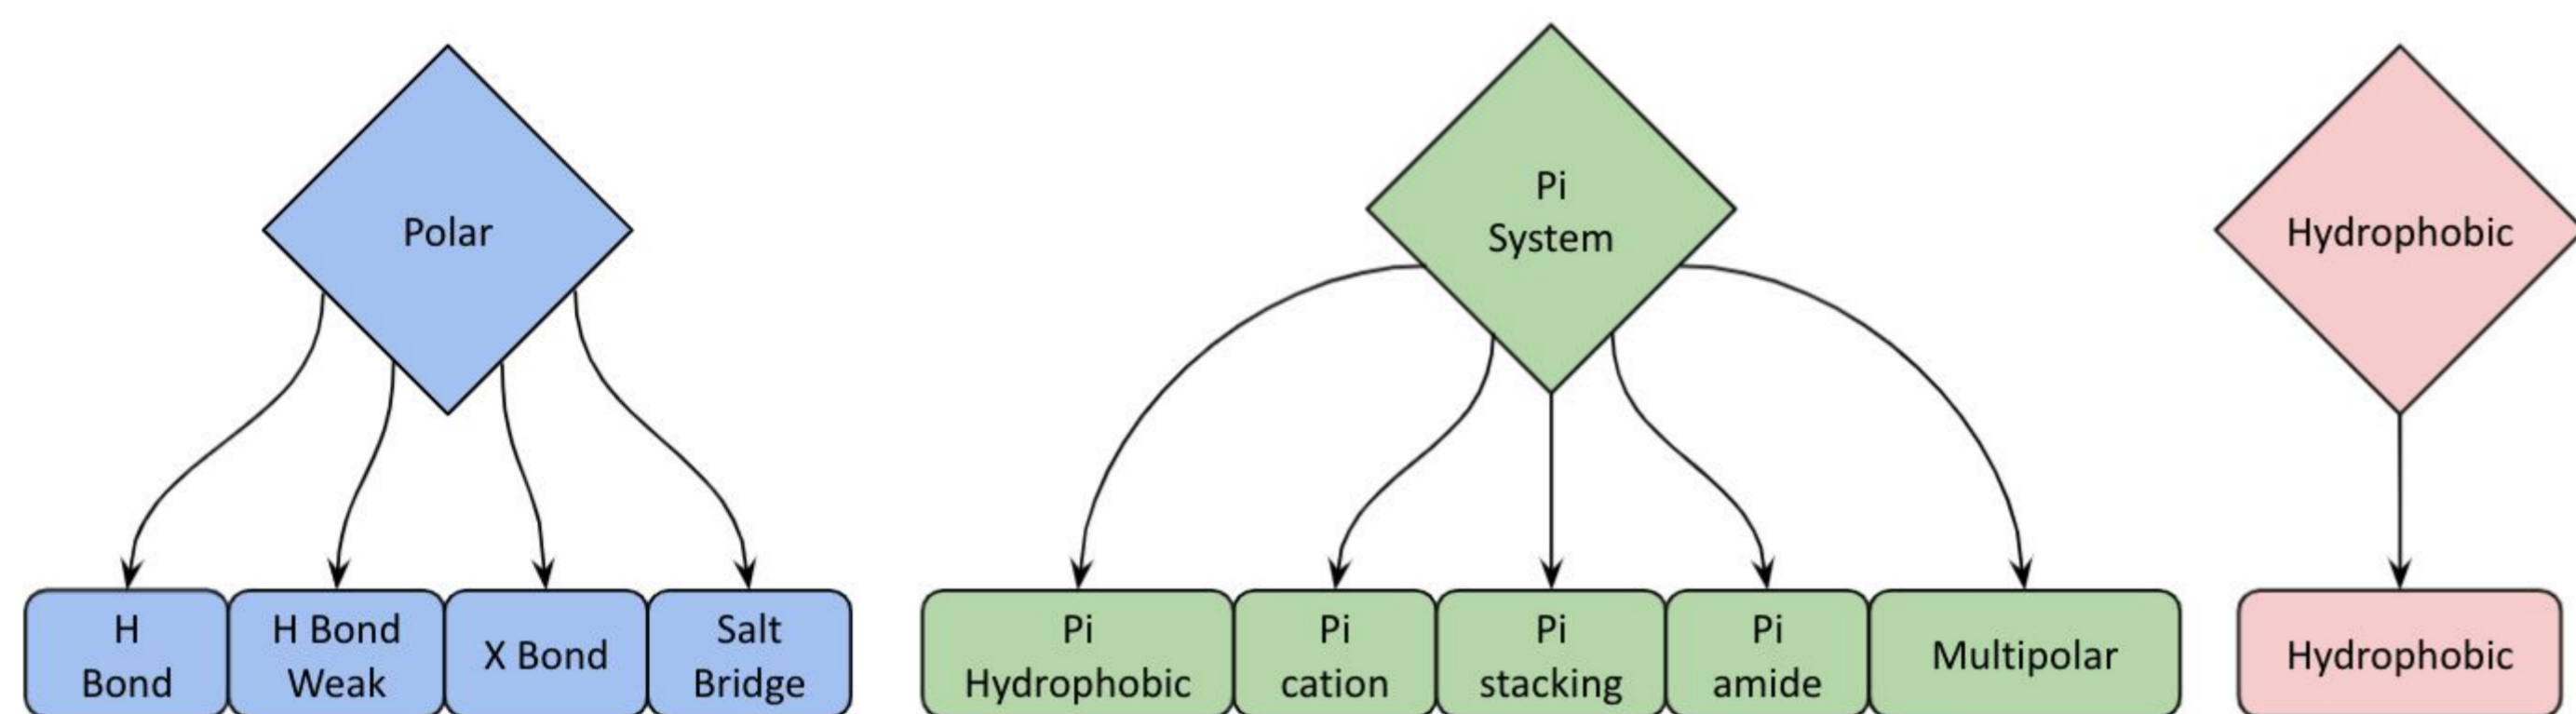 Polar
Pi
System
Hydrophobic
H
Bond
H Bond
Weak
X Bond
Salt
Bridge
Pi
Hydrophobic
Pi
cation
Pi
stacking
Pi
amide
Multipolar
Hydrophobic